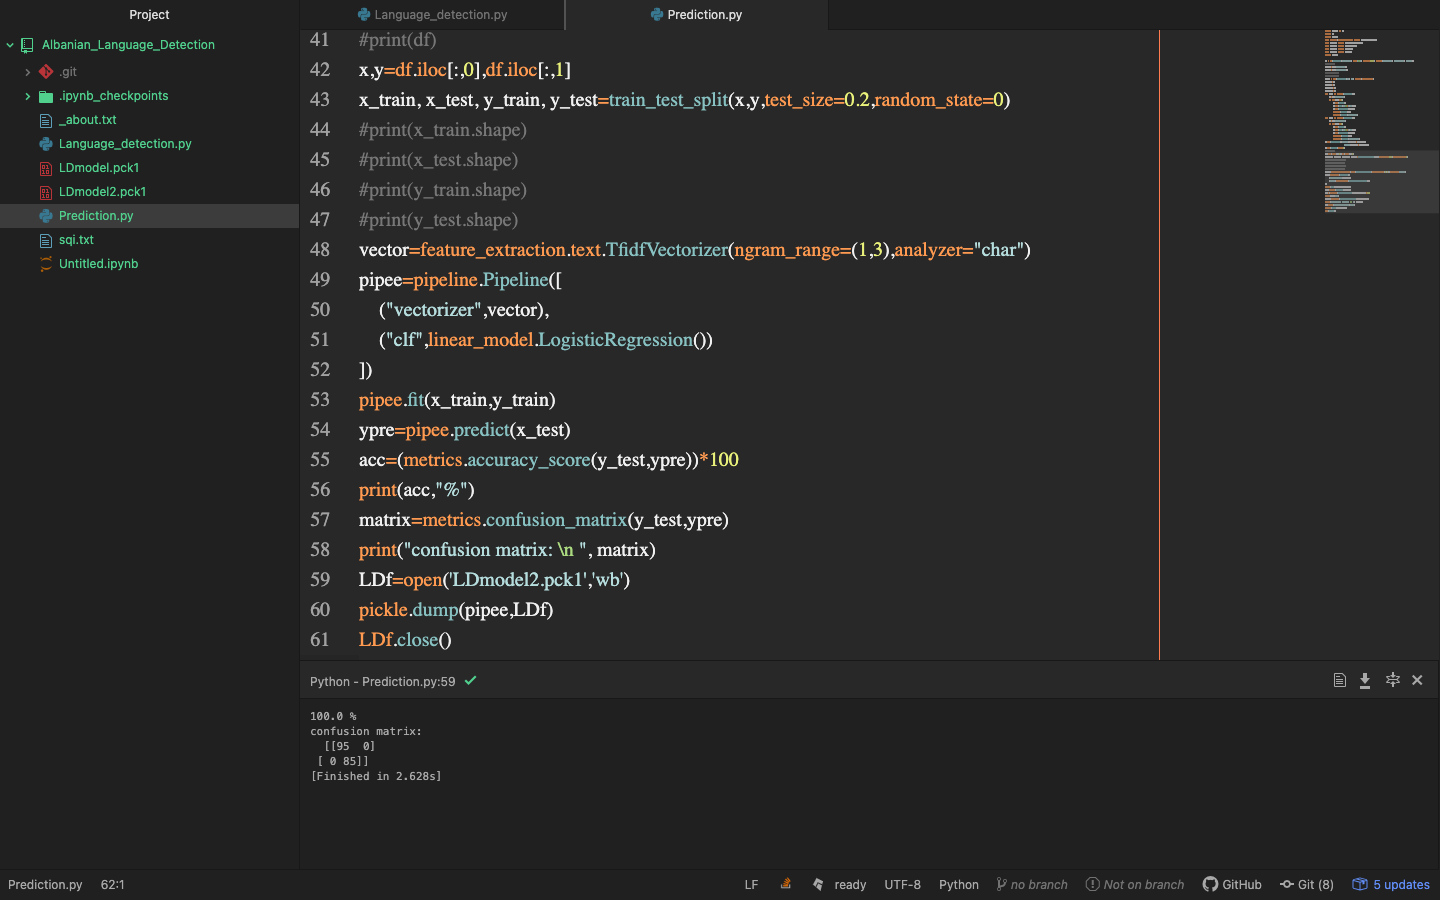 Project
Albanian_Language_Detection
.git
.ipynb_checkpoints
_about.txt
Language_detection.py
LDmodel.pck1
LDmodel2.pck1
Prediction.py
sqi.txt
Untitled.ipynb
Language_detection.py
Prediction.py
41 #print(df)
42 x,y=df.iloc[:,0],df.iloc[:,1]
43 x_train, x_test, y_train, y_test=train_test_split(x,y,test_size=0.2,random_state=0)
44 #print(x_train.shape)
45 #print(x_test.shape)
46 #print(y_train.shape)
47 #print(y_test.shape)
48 vector=feature_extraction.text.TfidfVectorizer(ngram_range=(1,3),analyzer="char")
49 pipee=pipeline.Pipeline([
50     ("vectorizer",vector),
51     ("clf",linear_model.LogisticRegression())
52 ])
53 pipee.fit(x_train,y_train)
54 ypre=pipee.predict(x_test)
55 acc=(metrics.accuracy_score(y_test,ypre))*100
56 print(acc,"%")
57 matrix=metrics.confusion_matrix(y_test,ypre)
58 print("confusion matrix: \n ", matrix)
59 LDf=open('LDmodel2.pck1','wb')
60 pickle.dump(pipee,LDf)
61 LDf.close()
Python - Prediction.py:59
100.0 %
confusion matrix:
  [[95  0]
 [ 0 85]]
[Finished in 2.628s]
Prediction.py 62:1 LF ready UTF-8 Python no branch Not on branch GitHub Git (8) 5 updates